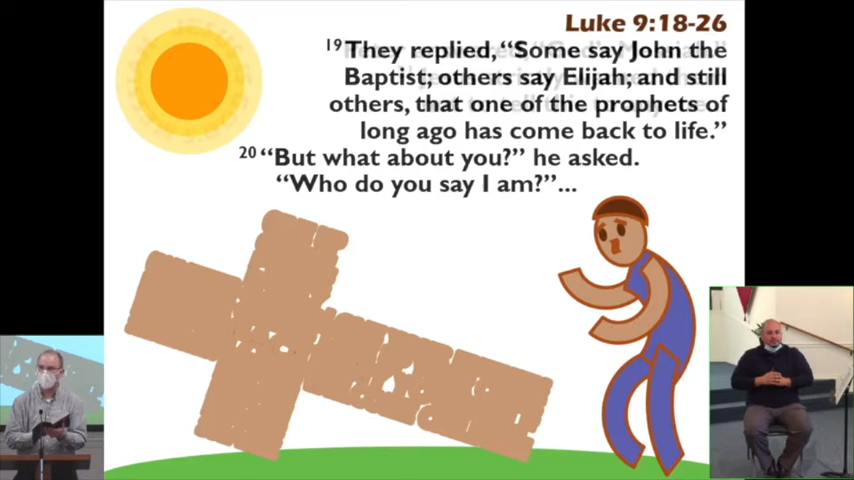 Luke 9:18-26
19 They replied, “Some say John the
Baptist; others say Elijah; and still
others, that one of the prophets of
long ago has come back to life.”
20 “But what about you?” he asked.
“Who do you say I am?”...